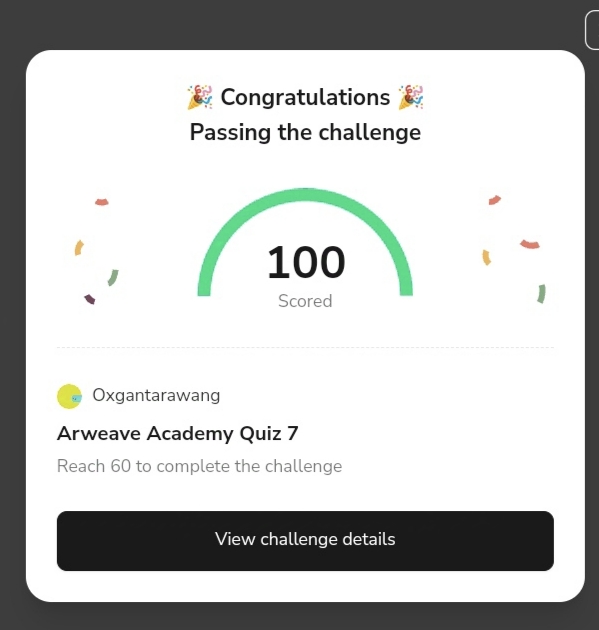 🎉 Congratulations 🎉
Passing the challenge
100
Scored
Oxgantarawang
Arweave Academy Quiz 7
Reach 60 to complete the challenge
View challenge details